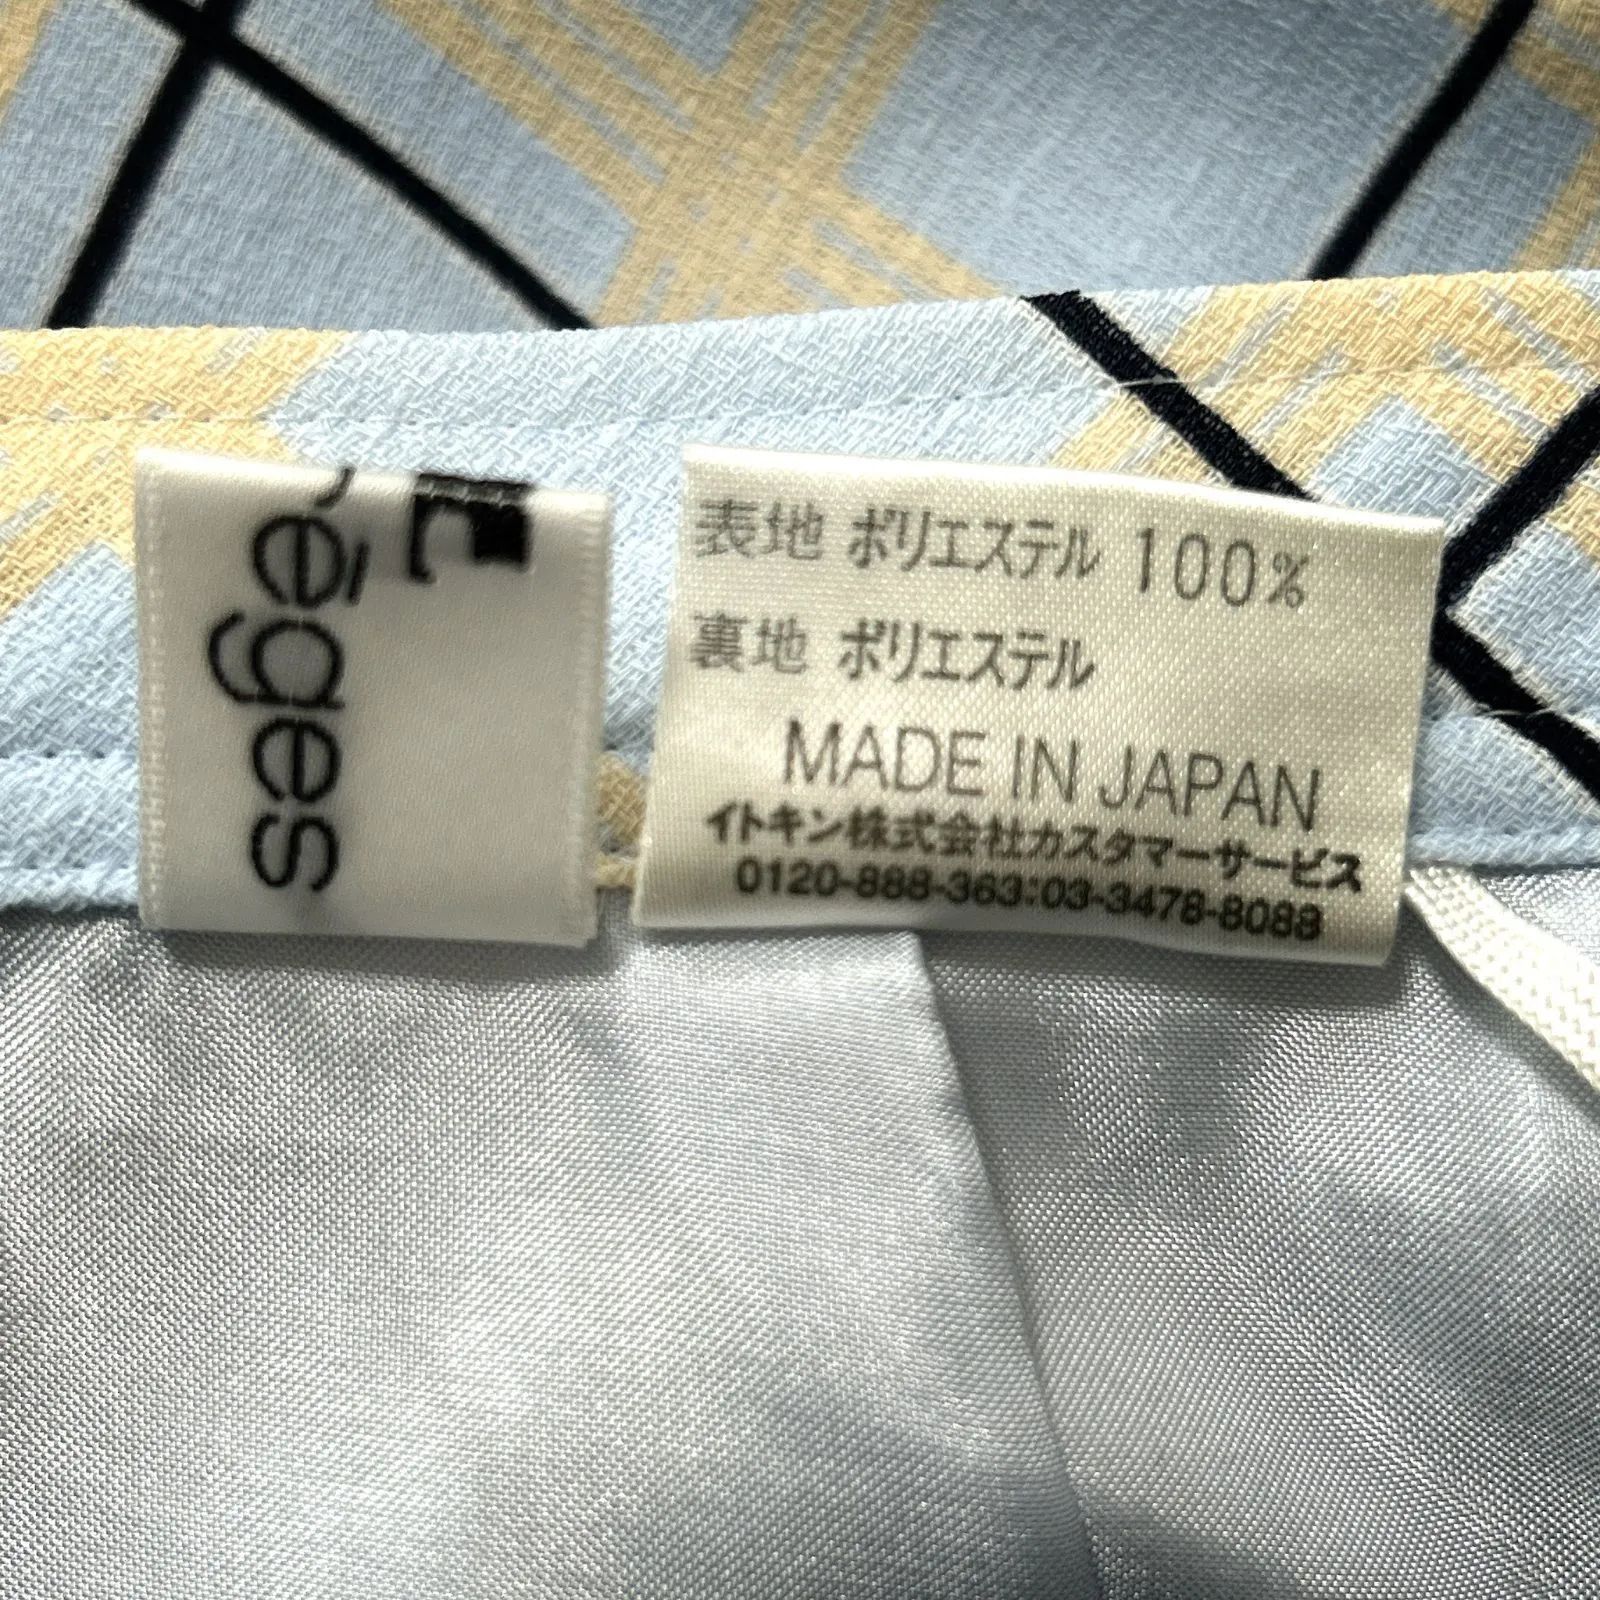 ēges
表地 ポリエステル 100%
裏地 ポリエステル
MADE IN JAPAN
イトキン株式会社カスタマーサービス
0120-888-363:03-3478-8088